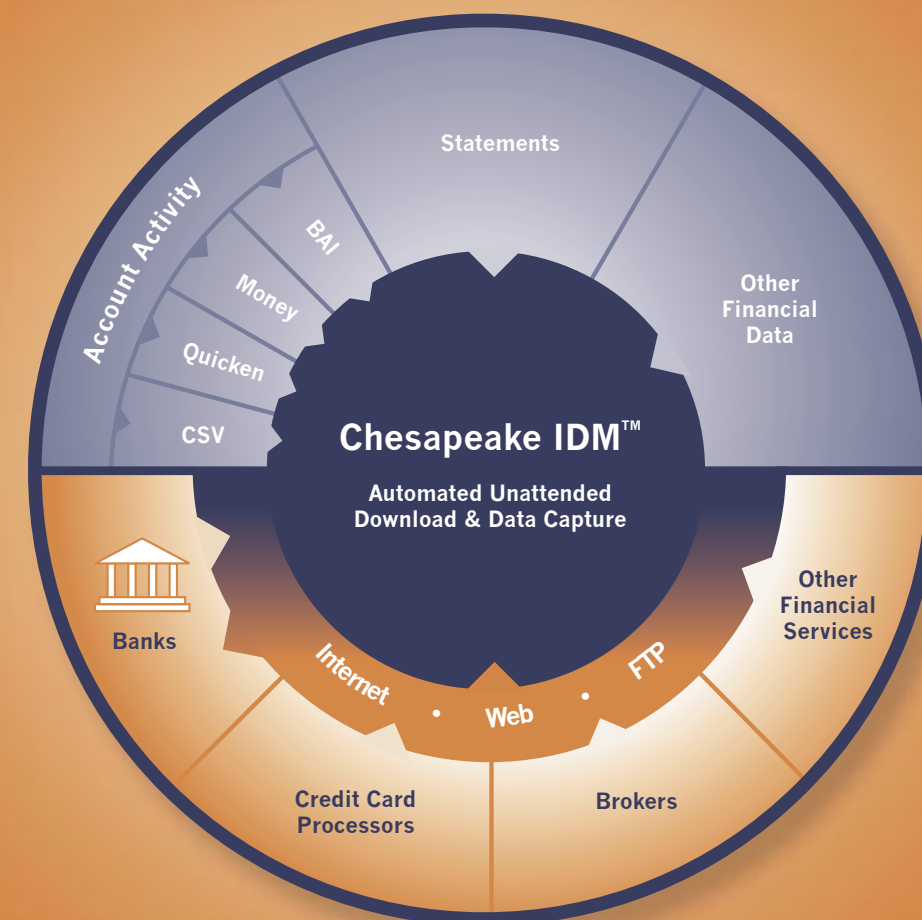 Statements
Account Activity
BAI
Money
Quicken
CSV
Other
Financial
Data
Chesapeake IDM™
Automated Unattended
Download & Data Capture
Banks
Other
Financial
Services
Internet • Web • FTP
Credit Card
Processors
Brokers